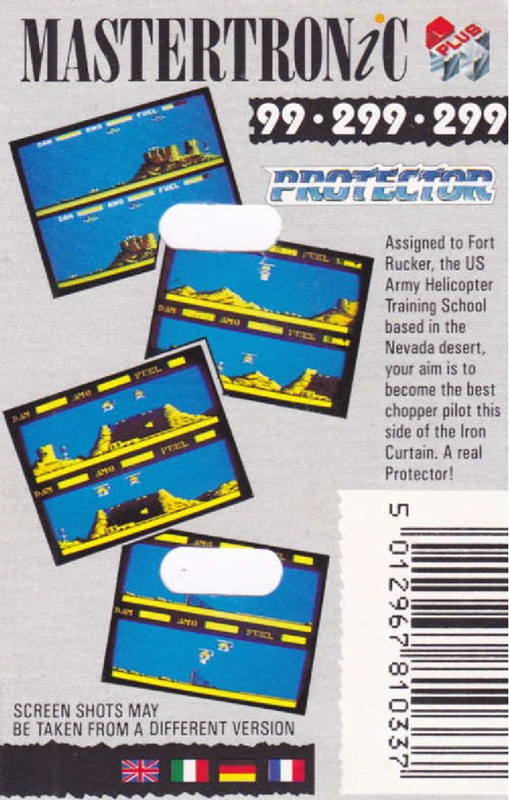 MASTERTRONiC
PLUS
.99·299·299
PROTECTOR
DAM AMO FUEL
DAM AMO FUEL
FUEL
DAM AMO FUEL
DAM AMO FUEL
DAM AMO FUEL
AMO
DAM AMO FUEL
Assigned to Fort
Rucker, the US
Army Helicopter
Training School
based in the
Nevada desert,
your aim is to
become the best
chopper pilot this
side of the Iron
Curtain. A real
Protector!
SCREEN SHOTS MAY
BE TAKEN FROM A DIFFERENT VERSION
5 012967 810337